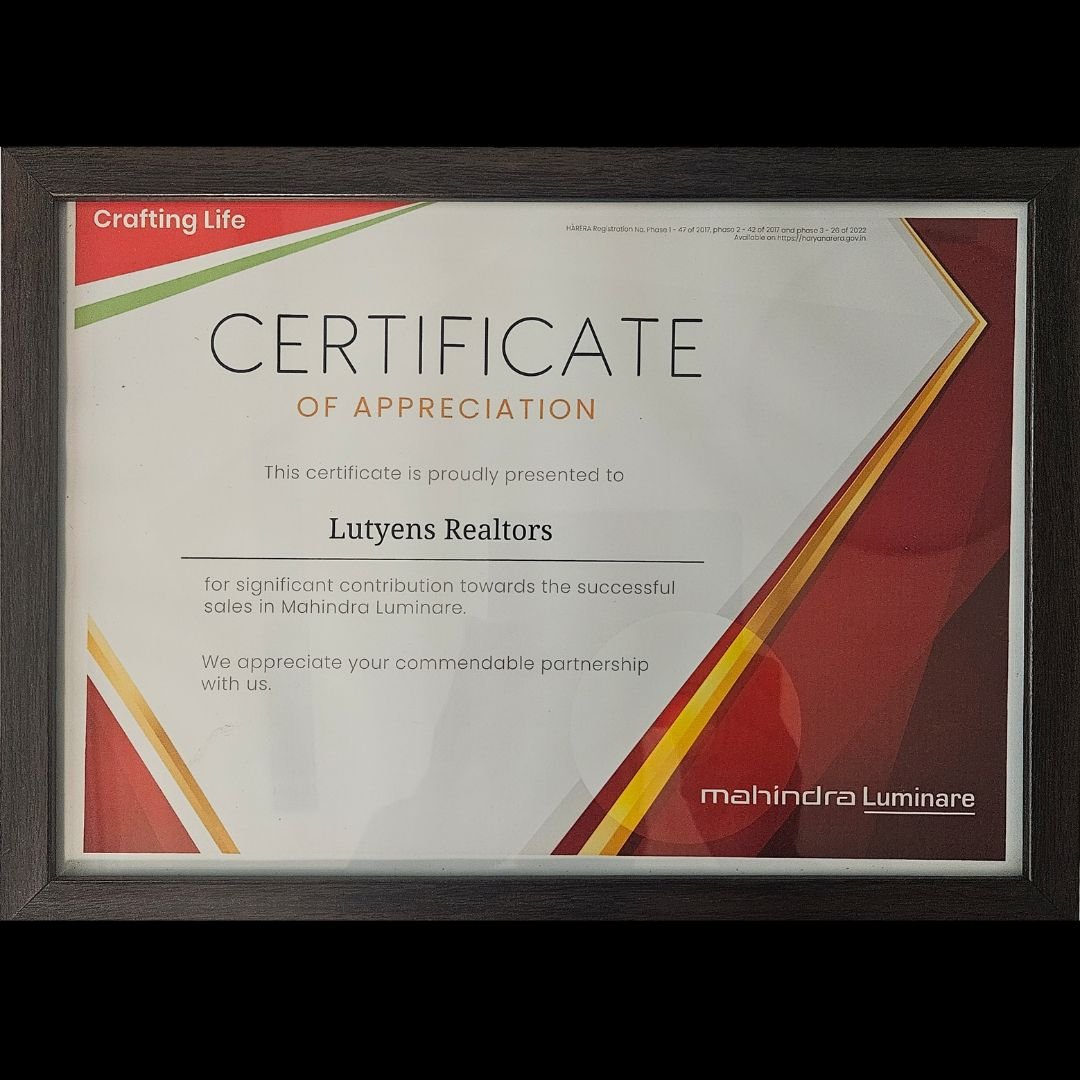 Crafting Life
HARERA Registration No. Phase 1 - 47 of 2017, phase 2 - 42 of 2017 and phase 3 - 26 of 2022
Available on https://haryanarera.gov.in
CERTIFICATE
OF APPRECIATION
This certificate is proudly presented to
Lutyens Realtors
for significant contribution towards the successful
sales in Mahindra Luminare.
We appreciate your commendable partnership
with us.
mahindra Luminare